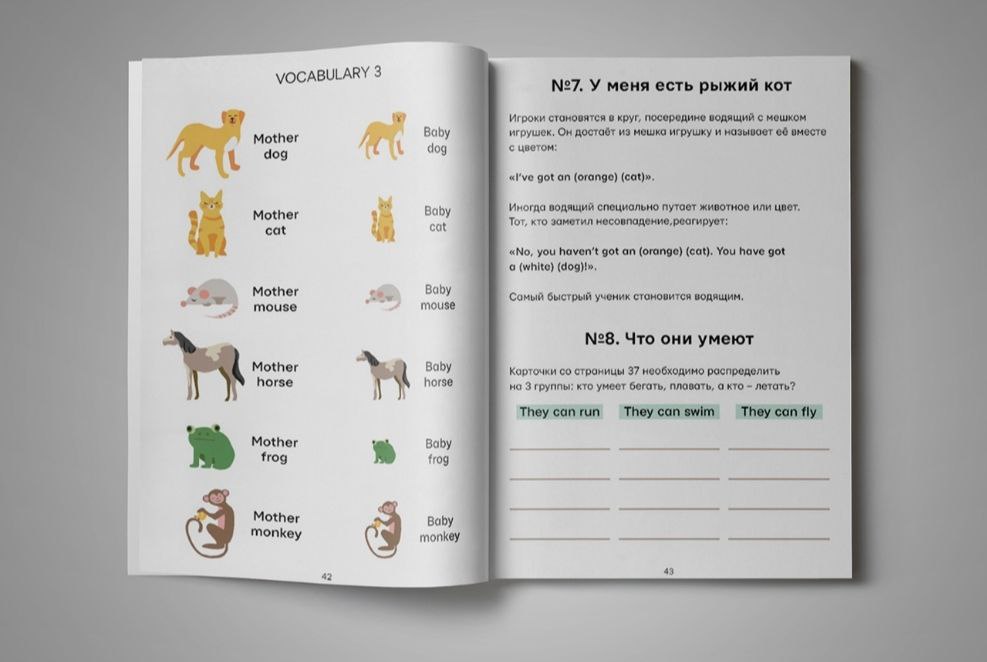 VOCABULARY 3
Mother
dog
Baby
dog
Mother
cat
Baby
cat
Mother
mouse
Baby
mouse
Mother
horse
Baby
horse
Mother
frog
Baby
frog
Mother
monkey
Baby
monkey
42
№7. У меня есть рыжий кот
Игроки становятся в круг, посередине водящий с мешком
игрушек. Он достаёт из мешка игрушку и называет её вместе
с цветом:
«I've got an (orange) (cat)».
Иногда водящий специально путает животное или цвет.
Тот, кто заметил несовпадение,реагирует:
«No, you haven't got an (orange) (cat). You have got
a (white) (dog)!».
Самый быстрый ученик становится водящим.
№8. Что они умеют
Карточки со страницы 37 необходимо распределить
на 3 группы: кто умеет бегать, плавать, а кто – летать?
They can run They can swim They can fly
43